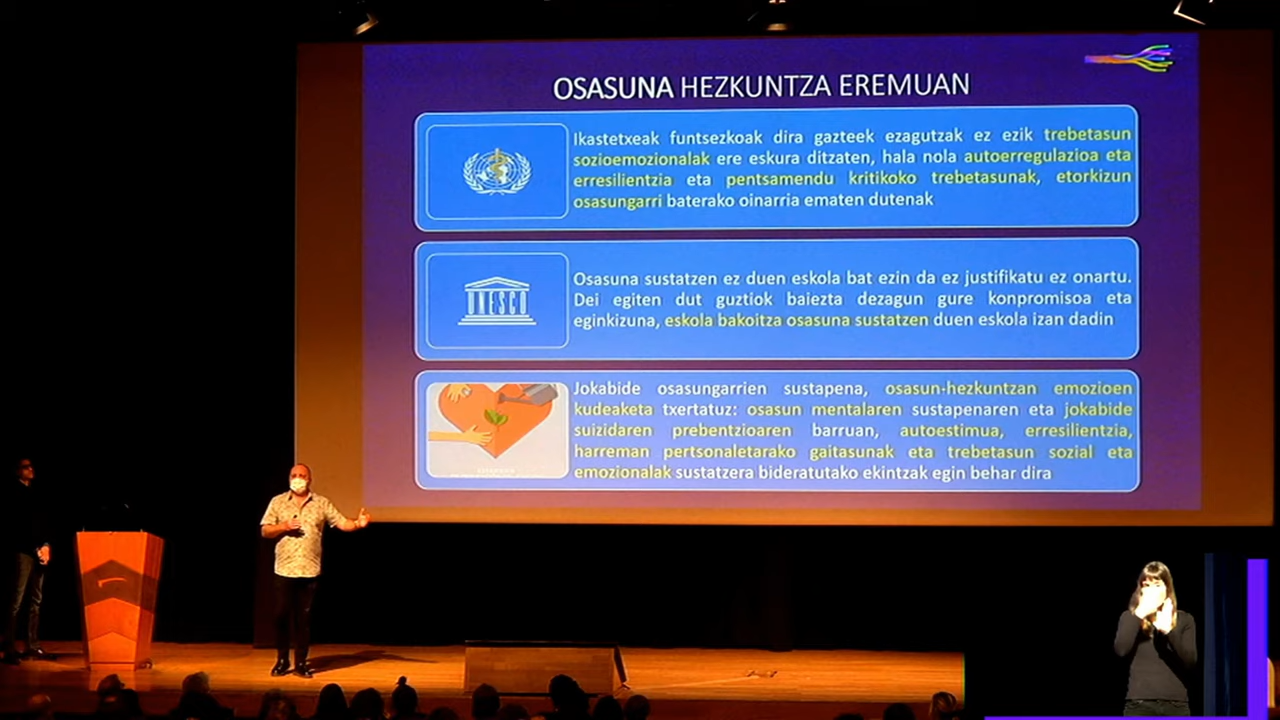 OSASUNA HEZKUNTZA EREMUAN
Ikastetxeak funtsezkoak dira gazteek ezagutzak ez ezik trebetasun
sozioemozionalak ere eskura ditzaten, hala nola autoerregulazioa eta
erresilientzia eta pentsamendu kritikoko trebetasunak, etorkizun
osasungarri baterako oinarria ematen dutenak
UNESCO
Osasuna sustatzen ez duen eskola bat ezin da ez justifikatu ez onartu.
Dei egiten dut guztiok baiezta dezagun gure konpromisoa eta
eginkizuna, eskola bakoitza osasuna sustatzen duen eskola izan dadin
Jokabide osasungarrien sustapena, osasun-hezkuntzan emozioen
kudeaketa txertatuz: osasun mentalaren sustapenaren eta jokabide
suizidaren prebentzioaren barruan, autoestimua, erresilientzia,
harreman pertsonaletarako gaitasunak eta trebetasun sozial eta
emozionalak sustatzera bideratutako ekintzak egin behar dira